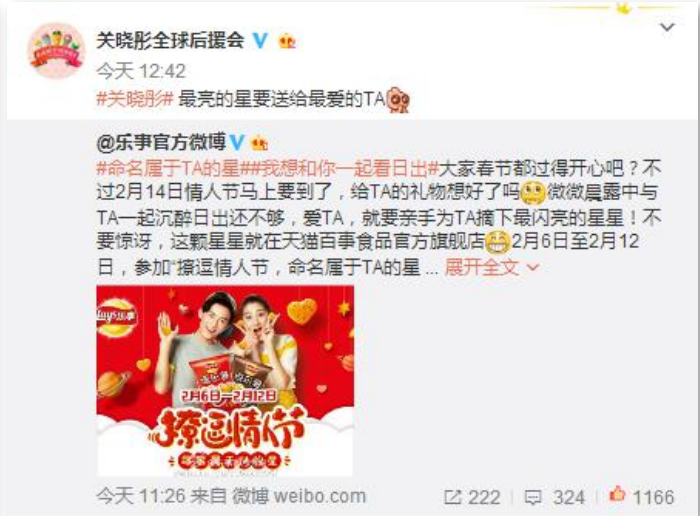 关晓彤全球后援会
今天 12:42
#关晓彤# 最亮的星要送给最爱的TA
@乐事官方微博
#命名属于TA的星##我想和你一起看日出#大家春节都过得开心吧？不
过2月14日情人节马上要到了，给TA的礼物想好了吗微微晨露中与
TA一起沉醉日出还不够，爱TA，就要亲手为TA摘下最闪亮的星星！不
要惊讶，这颗星星就在天猫百事食品官方旗舰店2月6日至2月12
日，参加“撩逗情人节，命名属于TA的星 ... 展开全文
Lay's乐事
2月6日—2月12日
撩逗情人节
今天 11:26 来自 微博 weibo.com
222
324
1166